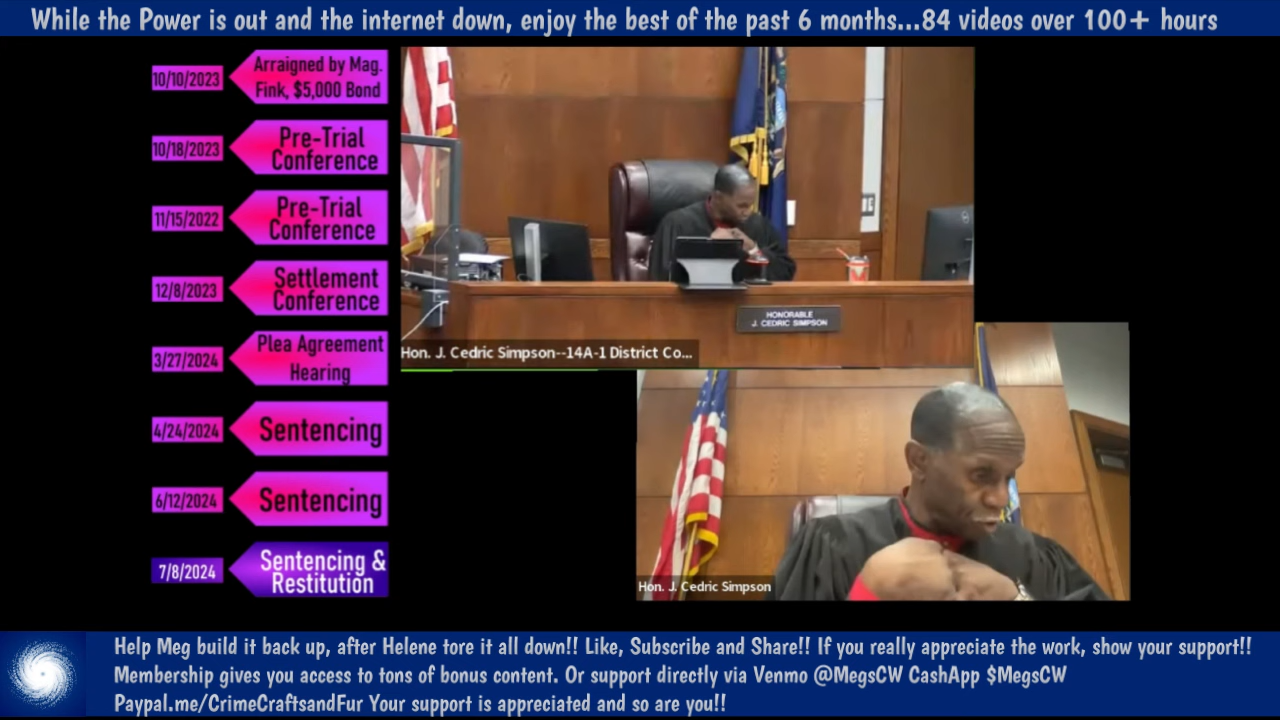 While the Power is out and the internet down, enjoy the best of the past 6 months...84 videos over 100+ hours
10/10/2023
Arraigned by Mag.
Fink, $5,000 Bond
10/18/2023
Pre-Trial
Conference
11/15/2022
Pre-Trial
Conference
12/8/2023
Settlement
Conference
3/27/2024
Plea Agreement
Hearing
4/24/2024
Sentencing
6/12/2024
Sentencing
7/8/2024
Sentencing &
Restitution
HONORABLE
J. CEDRIC SIMPSON
Hon. J. Cedric Simpson--14A-1 District Co...
Hon. J. Cedric Simpson
Help Meg build it back up, after Helene tore it all down!! Like, Subscribe and Share!! If you really appreciate the work, show your support!!
Membership gives you access to tons of bonus content. Or support directly via Venmo @MegsCW CashApp $MegsCW
Paypal.me/CrimeCraftsandFur Your support is appreciated and so are you!!